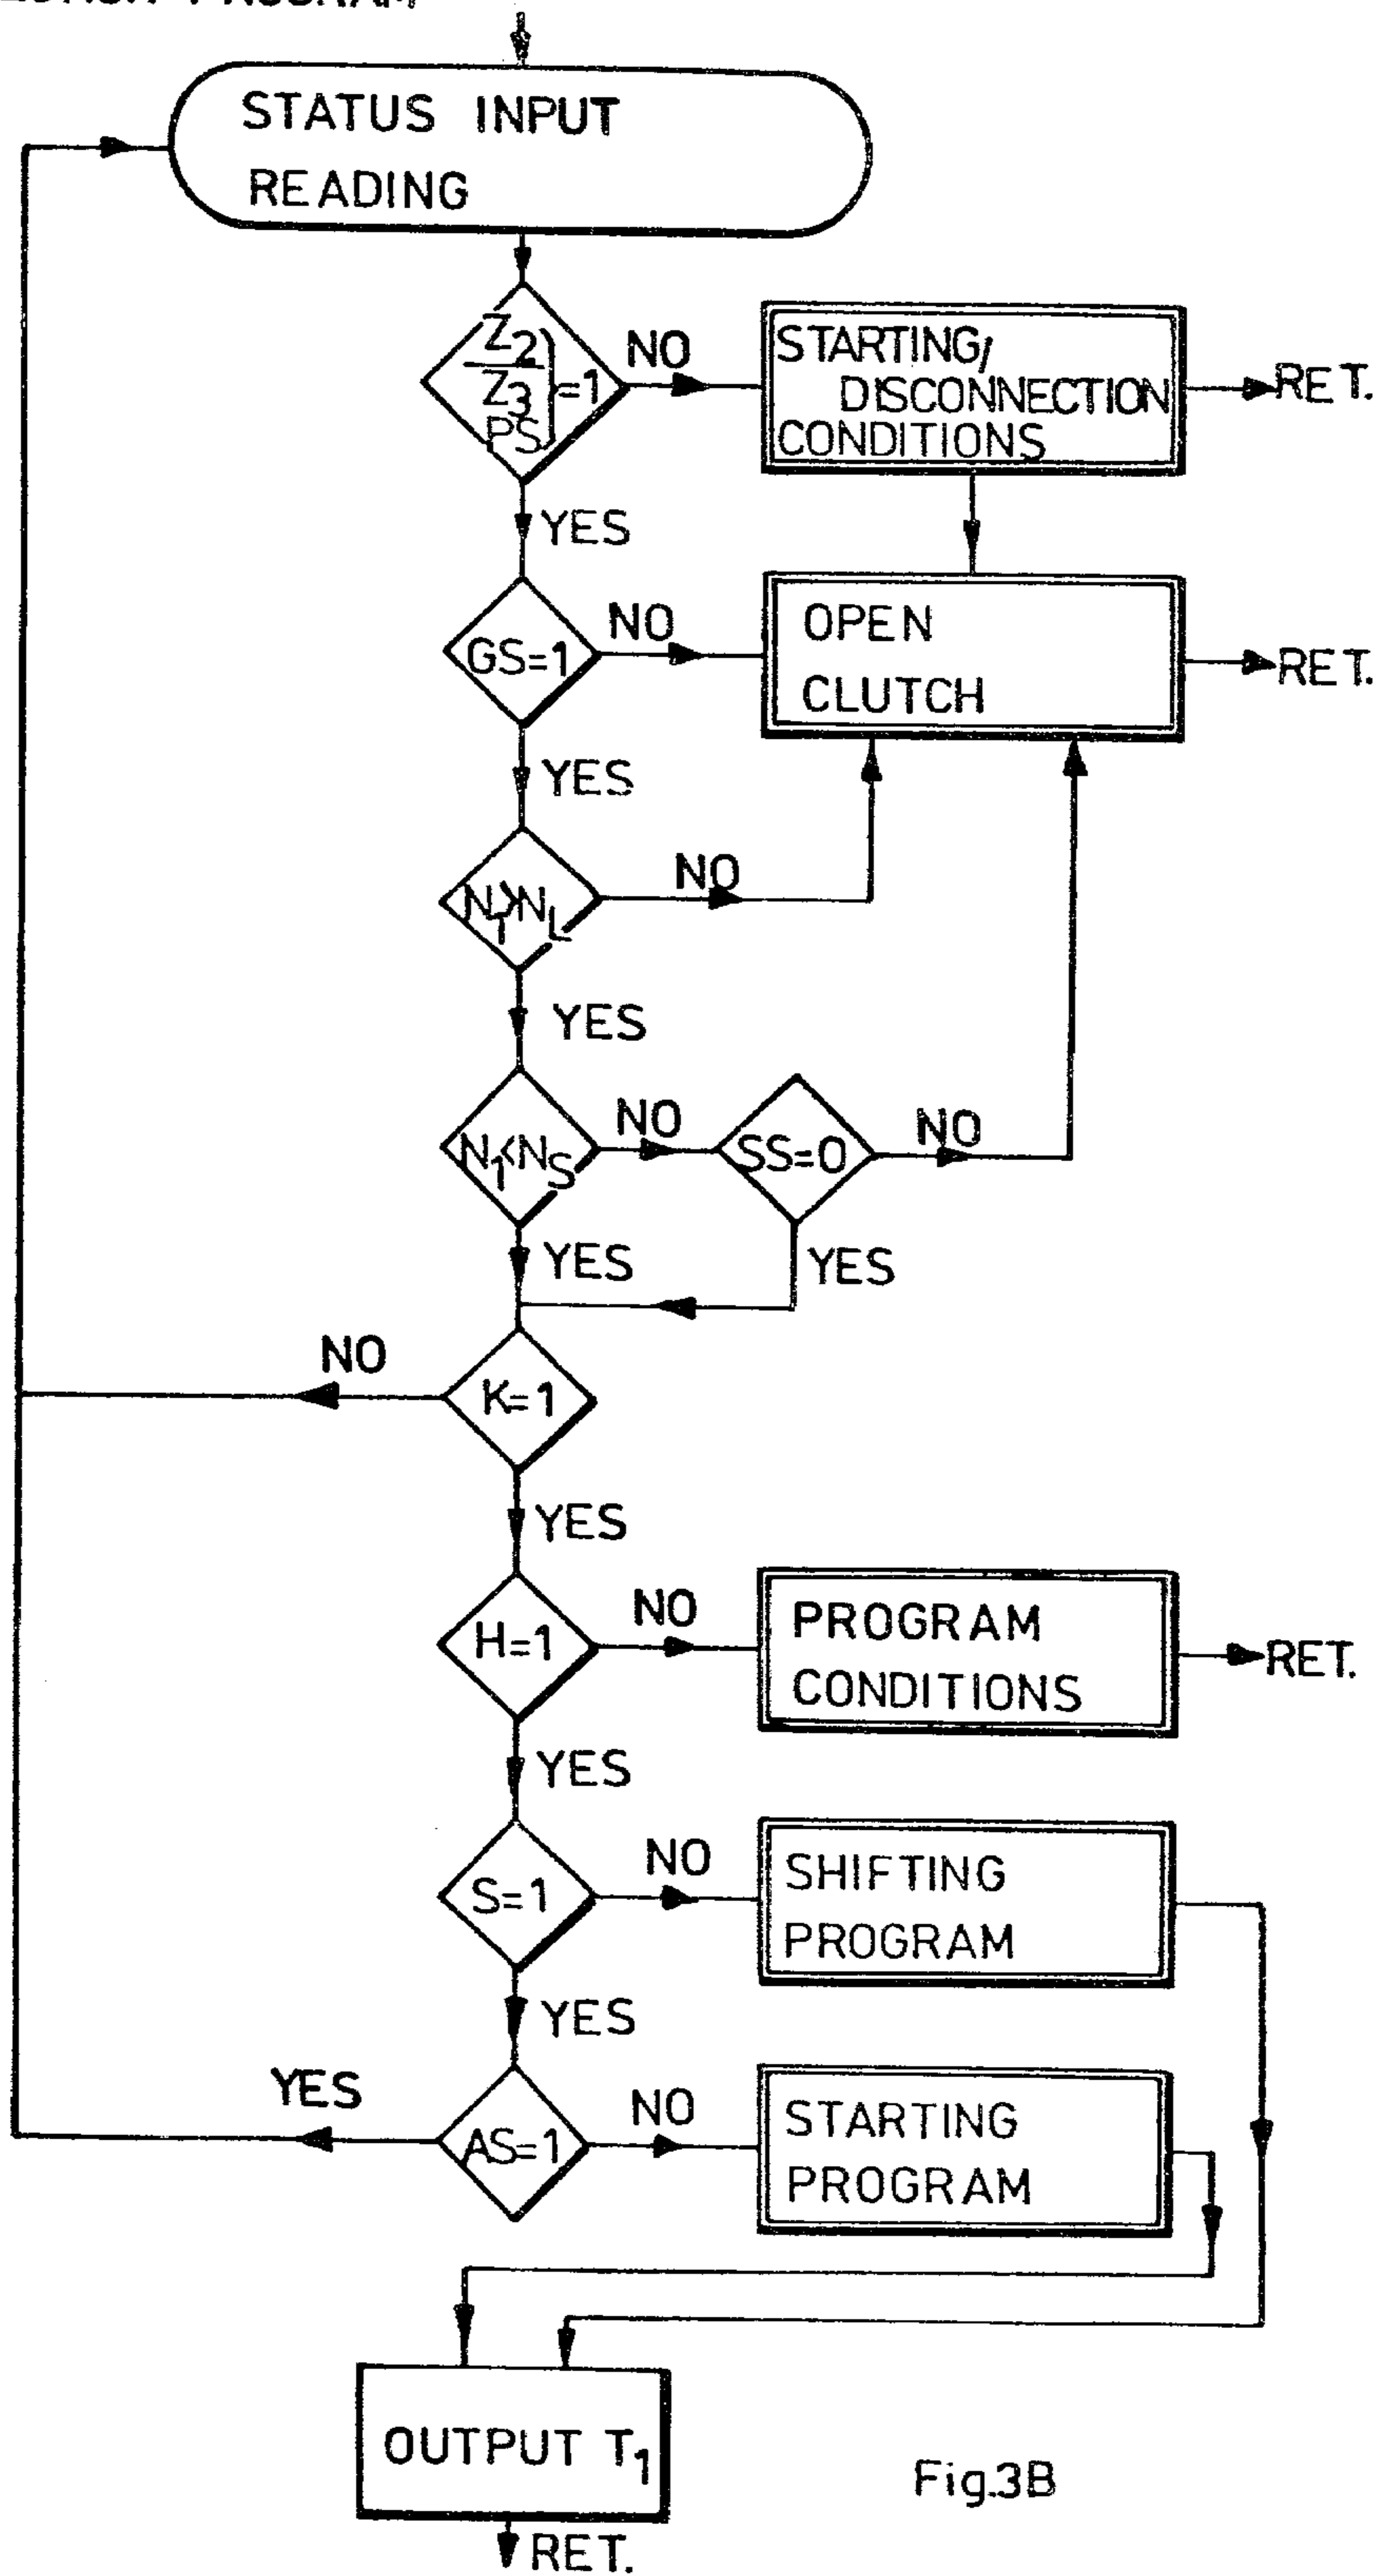 PROGRAM
STATUS INPUT
READING
Z2
Z3
PS
=1
NO
STARTING/
DISCONNECTION
CONDITIONS
RET.
YES
GS=1
NO
OPEN
CLUTCH
RET.
YES
N1>NL
NO
YES
N1<NS
NO
SS=0
NO
YES
YES
NO
K=1
YES
H=1
NO
PROGRAM
CONDITIONS
RET.
YES
S=1
NO
SHIFTING
PROGRAM
YES
YES
AS=1
NO
STARTING
PROGRAM
OUTPUT T1
Fig.3B
RET.